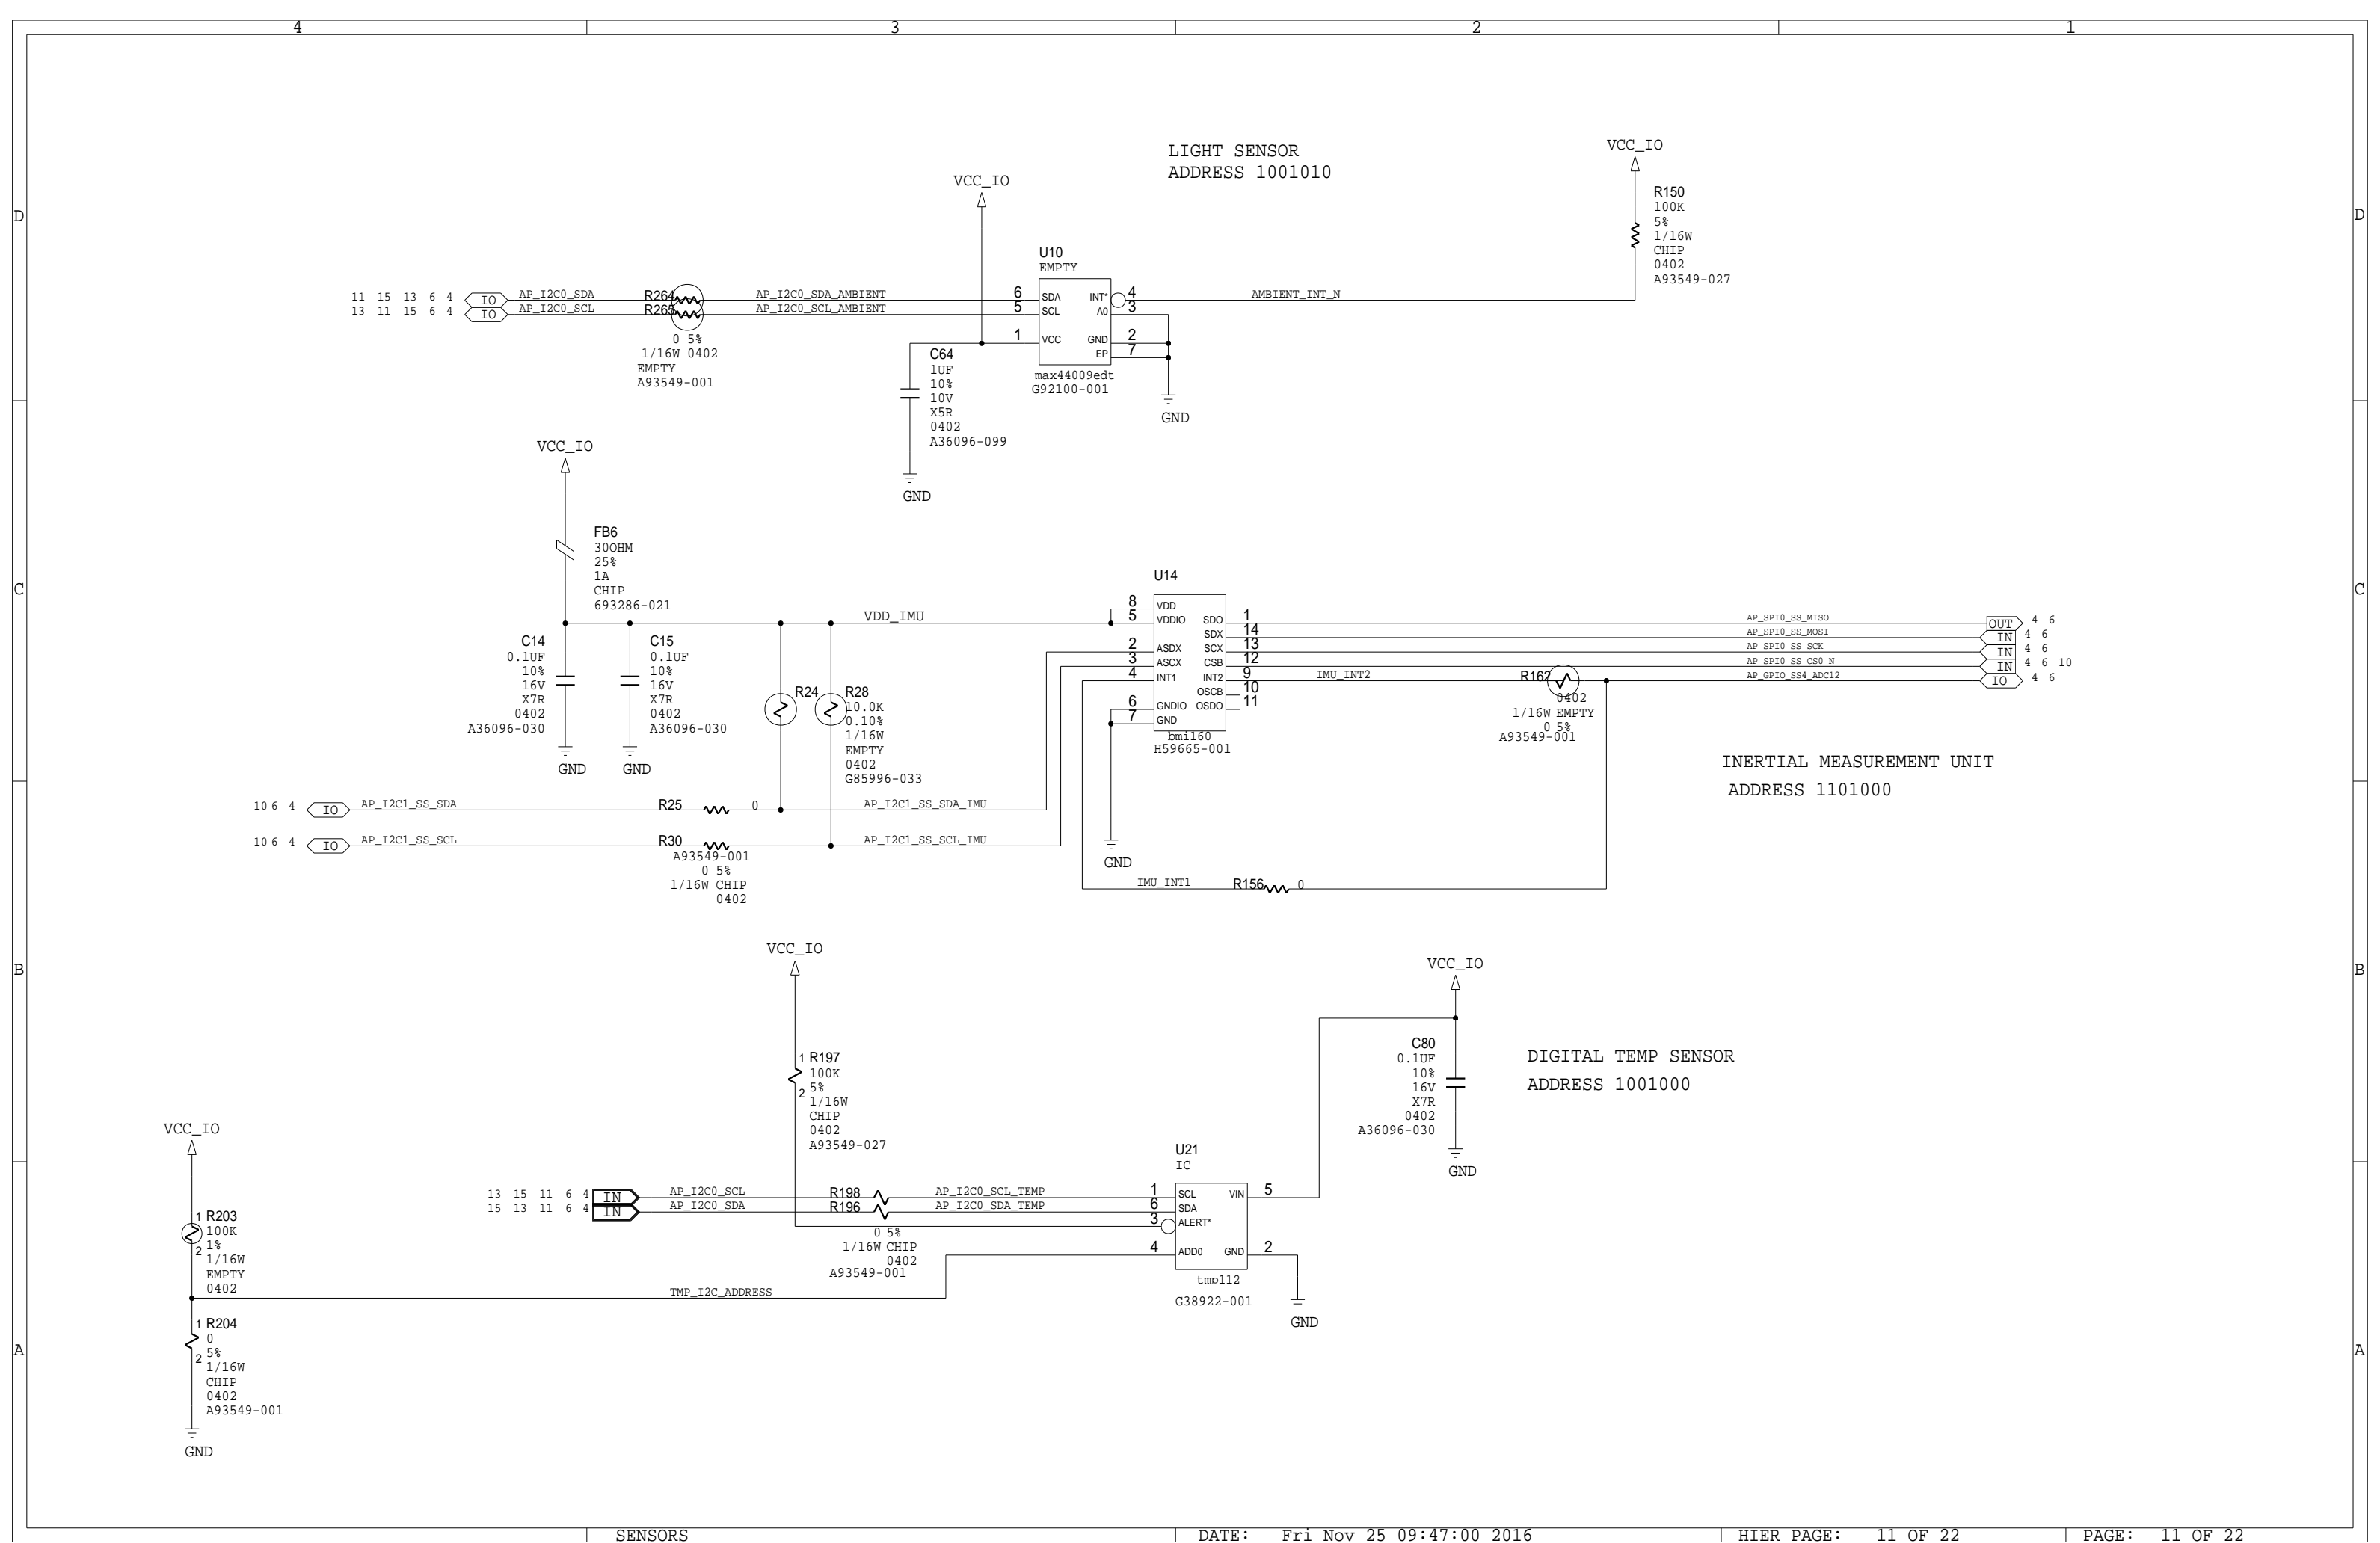 4 3 2 1
LIGHT SENSOR
ADDRESS 1001010
VCC_IO
R150
100K
5%
1/16W
CHIP
0402
A93549-027
VCC_IO
D
D
U10
EMPTY
11 15 13 6 4 IO AP_I2C0_SDA R264 AP_I2C0_SDA_AMBIENT 6 SDA INT* 4 AMBIENT_INT_N
13 11 15 6 4 IO AP_I2C0_SCL R265 AP_I2C0_SCL_AMBIENT 5 SCL A0 3
1 VCC GND 2
EP 7
0 5%
1/16W 0402
EMPTY
A93549-001
max44009edt
G92100-001
C64
1UF
10%
10V
X5R
0402
A36096-099
GND
GND
VCC_IO
FB6
30OHM
25%
1A
CHIP
693286-021
C
C
VDD_IMU
C14
0.1UF
10%
16V
X7R
0402
A36096-030
GND
C15
0.1UF
10%
16V
X7R
0402
A36096-030
GND
R24
R28
10.0K
0.10%
1/16W
EMPTY
0402
G85996-033
U14
8 VDD
5 VDDIO SDO 1 AP_SPI0_SS_MISO OUT 4 6
SDX 14 AP_SPI0_SS_MOSI IN 4 6
2 ASDX SCX 13 AP_SPI0_SS_SCK IN 4 6
3 ASCX CSB 12 AP_SPI0_SS_CS0_N IN 4 6 10
4 INT1 INT2 9 IMU_INT2 R162 AP_GPIO_SS4_ADC12 IO 4 6
OSCB 10
6 GNDIO OSDO 11
7 GND
bmi160
H59665-001
0402
1/16W EMPTY
0 5%
A93549-001
INERTIAL MEASUREMENT UNIT
ADDRESS 1101000
10 6 4 IO AP_I2C1_SS_SDA R25 0 AP_I2C1_SS_SDA_IMU
10 6 4 IO AP_I2C1_SS_SCL R30 AP_I2C1_SS_SCL_IMU
A93549-001
0 5%
1/16W CHIP
0402
GND
IMU_INT1 R156 0
B
B
VCC_IO
R197
1
2
100K
5%
1/16W
CHIP
0402
A93549-027
VCC_IO
C80
0.1UF
10%
16V
X7R
0402
A36096-030
GND
DIGITAL TEMP SENSOR
ADDRESS 1001000
VCC_IO
U21
IC
13 15 11 6 4 IN AP_I2C0_SCL R198 AP_I2C0_SCL_TEMP 1 SCL VIN 5
15 13 11 6 4 IN AP_I2C0_SDA R196 AP_I2C0_SDA_TEMP 6 SDA
3 ALERT*
4 ADD0 GND 2
0 5%
1/16W CHIP
0402
A93549-001
tmp112
G38922-001
GND
1 R203
100K
2 1%
1/16W
EMPTY
0402
TMP_I2C_ADDRESS
1 R204
0
2 5%
1/16W
CHIP
0402
A93549-001
GND
A
A
SENSORS DATE: Fri Nov 25 09:47:00 2016 HIER PAGE: 11 OF 22 PAGE: 11 OF 22